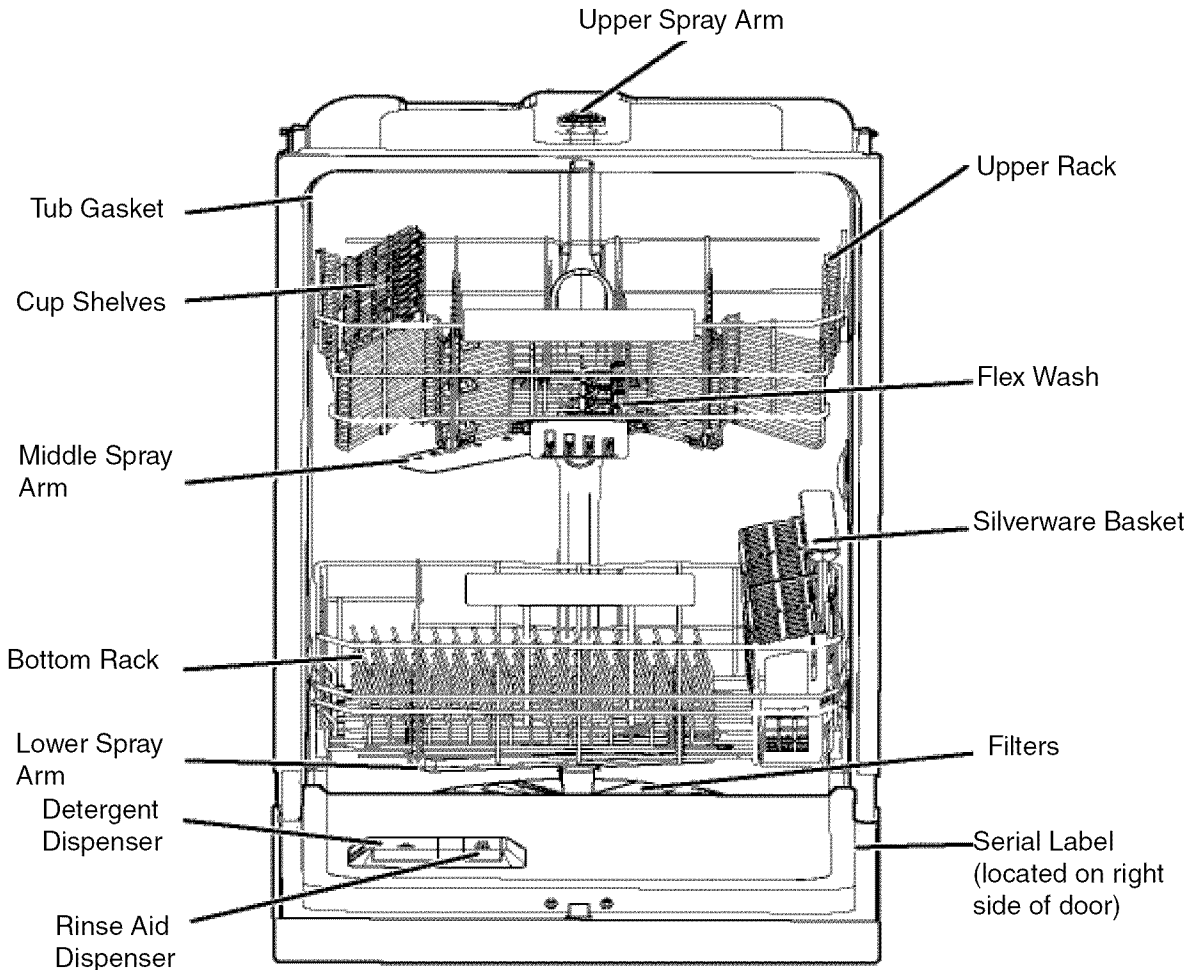 Upper Spray Arm
Upper Rack
Tub Gasket
Cup Shelves
Flex Wash
Middle Spray
Arm
Silverware Basket
Bottom Rack
Lower Spray
Arm
Filters
Detergent
Dispenser
Serial Label
(located on right
side of door)
Rinse Aid
Dispenser